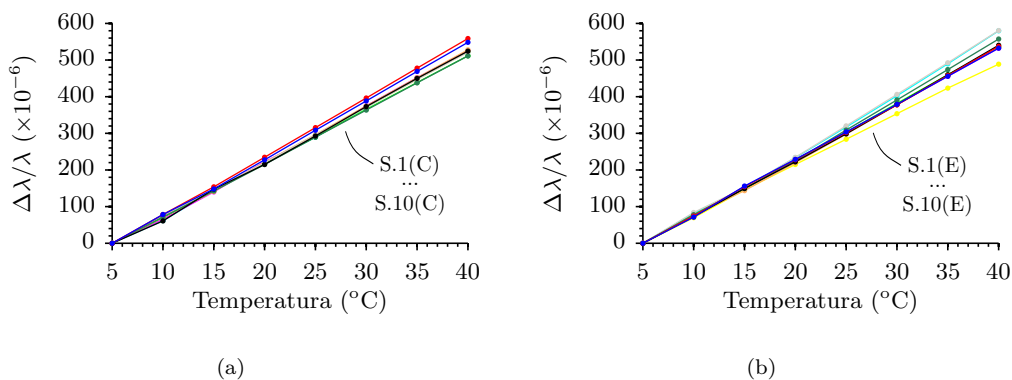 600
500
400
300
200
100
0
Δλ/λ (×10⁻⁶)
5 10 15 20 25 30 35 40
Temperatura (°C)
S.1(C)
...
S.10(C)
(a)
600
500
400
300
200
100
0
Δλ/λ (×10⁻⁶)
5 10 15 20 25 30 35 40
Temperatura (°C)
S.1(E)
...
S.10(E)
(b)